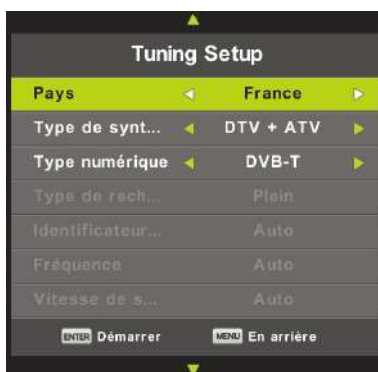 Tuning Setup
Pays France
Type de synt... DTV + ATV
Type numérique DVB-T
Type de rech... Plein
Identificateur... Auto
Fréquence Auto
Vitesse de s... Auto
ENTER Démarrer MENU En arrière